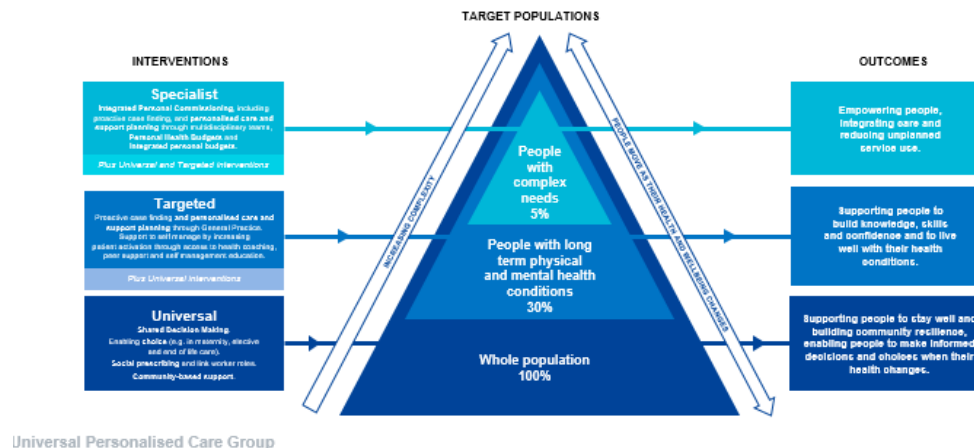 TARGET POPULATIONS
INTERVENTIONS
Specialist
Integrated Personal Commissioning, including
proactive case finding, and personalised care and
support planning through multidisciplinary teams,
Personal Health Budgets and
integrated personal budgets.
Plus Universal and Targeted Interventions
Targeted
Proactive case finding and personalised care and
support planning through General Practice.
Support to self manage by increasing
patient activation through access to health coaching,
peer support and self management education.
Plus Universal Interventions
Universal
Shared Decision Making.
Enabling choice (e.g. in maternity, elective
and end of life care).
Social prescribing and link worker roles.
Community-based support.
INCREASING COMPLEXITY
People
with
complex
needs
5%
People with long
term physical
and mental health
conditions
30%
Whole population
100%
PEOPLE MOVE AS THEIR HEALTH AND WELLBEING CHANGES
OUTCOMES
Empowering people,
integrating care and
reducing unplanned
service use.
Supporting people to
build knowledge, skills
and confidence and to live
well with their health
conditions.
Supporting people to stay well and
building community resilience,
enabling people to make informed
decisions and choices when their
health changes.
Universal Personalised Care Group